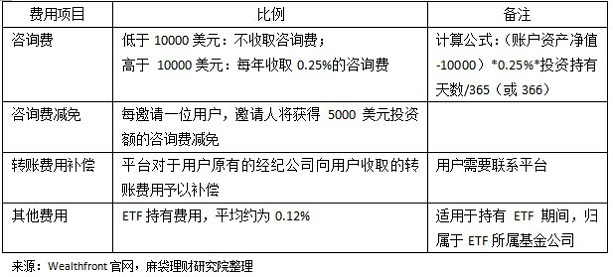 费用项目 比例 备注
咨询费 低于 10000 美元：不收取咨询费； 计算公式：（账户资产净值
高于 10000 美元：每年收取 0.25%的咨询费 -10000）*0.25%*投资持有
天数/365（或 366）
咨询费减免 每邀请一位用户，邀请人将获得 5000 美元投资
额的咨询费减免
转账费用补偿 平台对于用户原有的经纪公司向用户收取的转 用户需要联系平台
账费用予以补偿
其他费用 ETF 持有费用，平均约为 0.12% 适用于持有 ETF 期间，归
属于 ETF 所属基金公司
来源：Wealthfront 官网，麻袋理财研究院整理